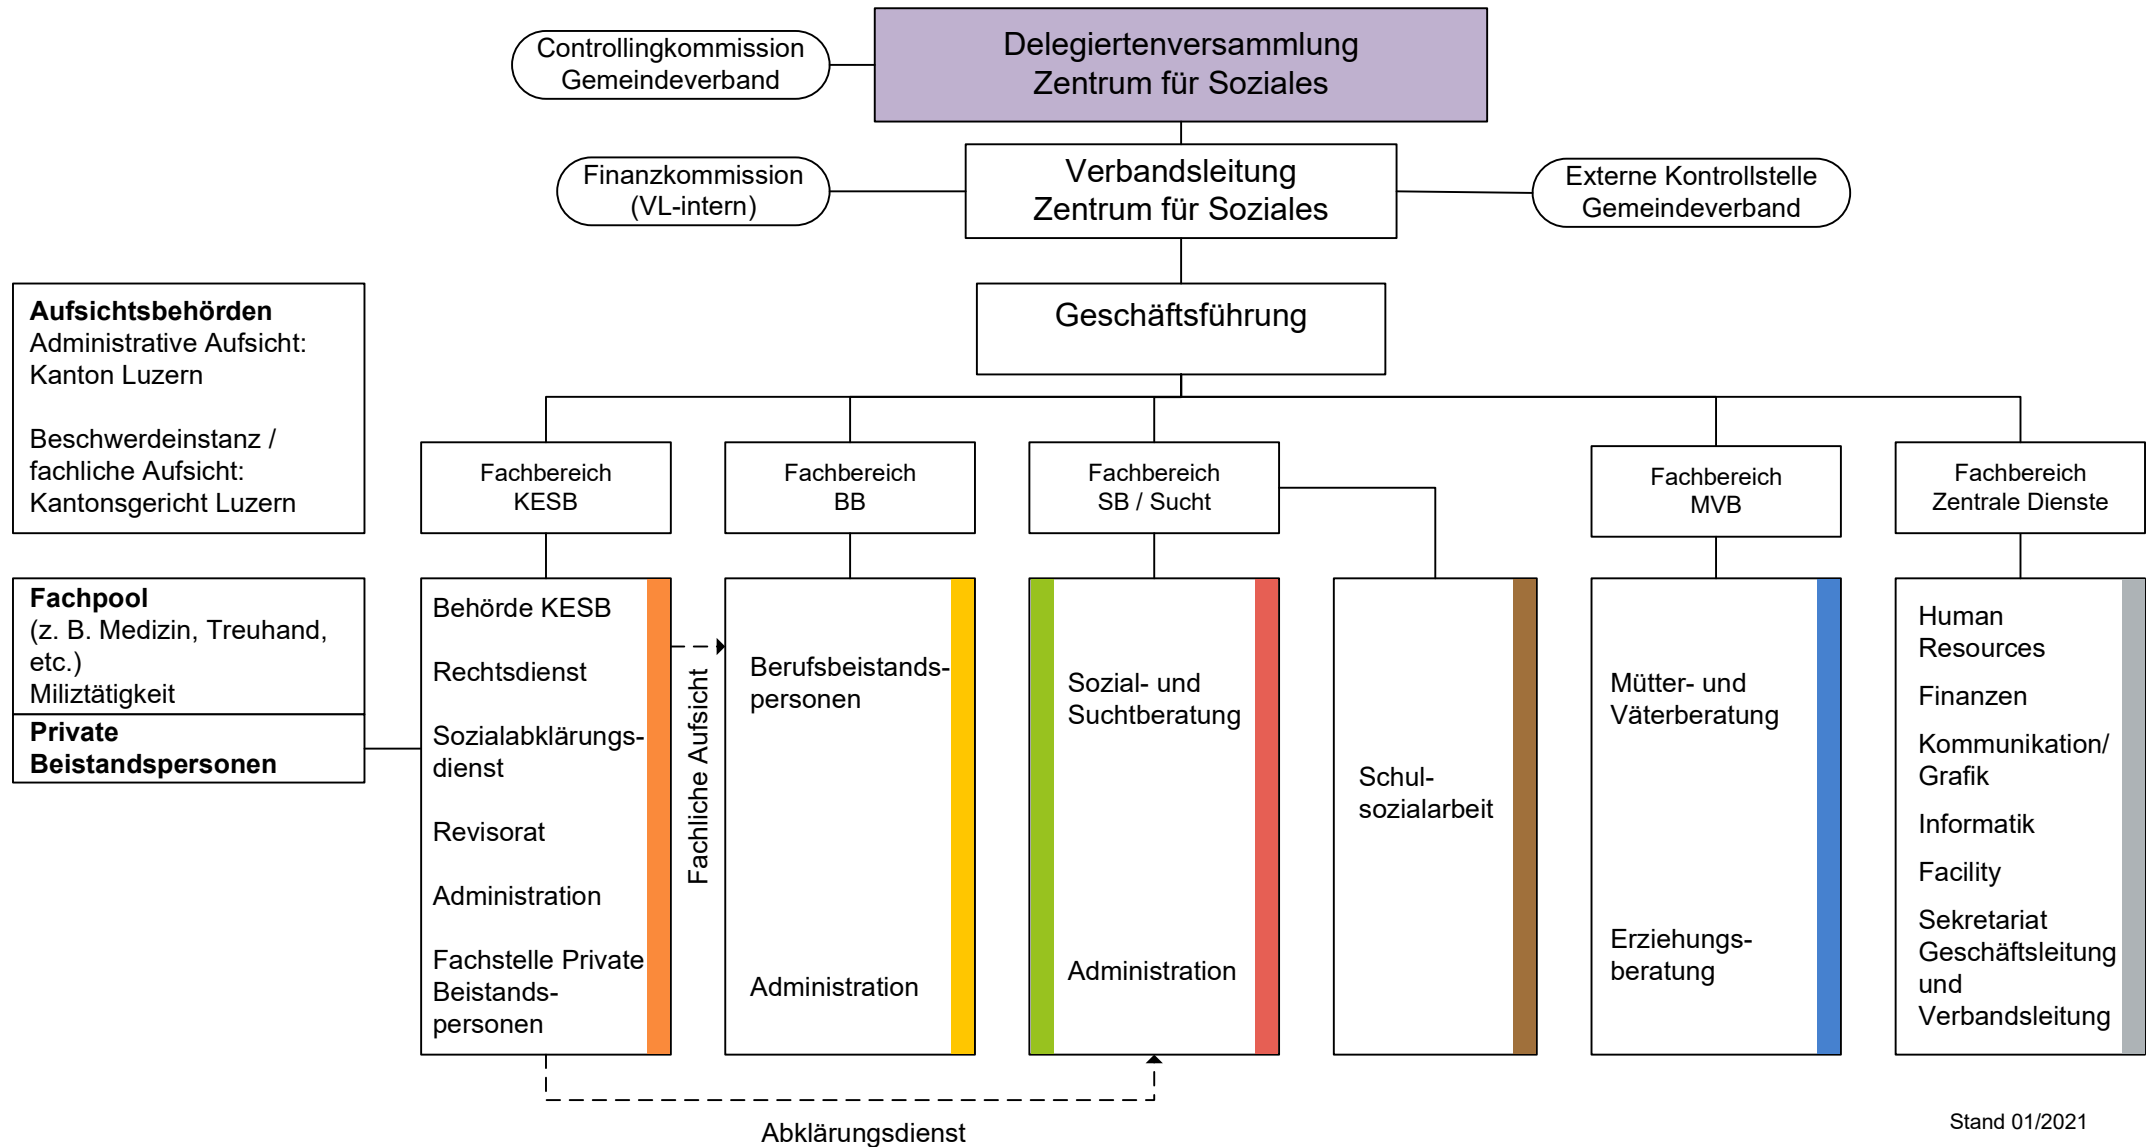 Controllingkommission
Gemeindeverband
Delegiertenversammlung
Zentrum für Soziales
Finanzkommission
(VL-intern)
Verbandsleitung
Zentrum für Soziales
Externe Kontrollstelle
Gemeindeverband
Geschäftsführung
Aufsichtsbehörden
Administrative Aufsicht:
Kanton Luzern
Beschwerdeinstanz /
fachliche Aufsicht:
Kantonsgericht Luzern
Fachbereich
KESB
Fachbereich
BB
Fachbereich
SB / Sucht
Fachbereich
MVB
Fachbereich
Zentrale Dienste
Fachpool
(z. B. Medizin, Treuhand,
etc.)
Miliztätigkeit
Private
Beistandspersonen
Behörde KESB
Rechtsdienst
Sozialabklärungs-
dienst
Revisorat
Administration
Fachstelle Private
Beistands-
personen
Fachliche Aufsicht
Berufsbeistands-
personen
Administration
Sozial- und
Suchtberatung
Administration
Schul-
sozialarbeit
Mütter- und
Väterberatung
Erziehungs-
beratung
Human
Resources
Finanzen
Kommunikation/
Grafik
Informatik
Facility
Sekretariat
Geschäftsleitung
und
Verbandsleitung
Abklärungsdienst
Stand 01/2021